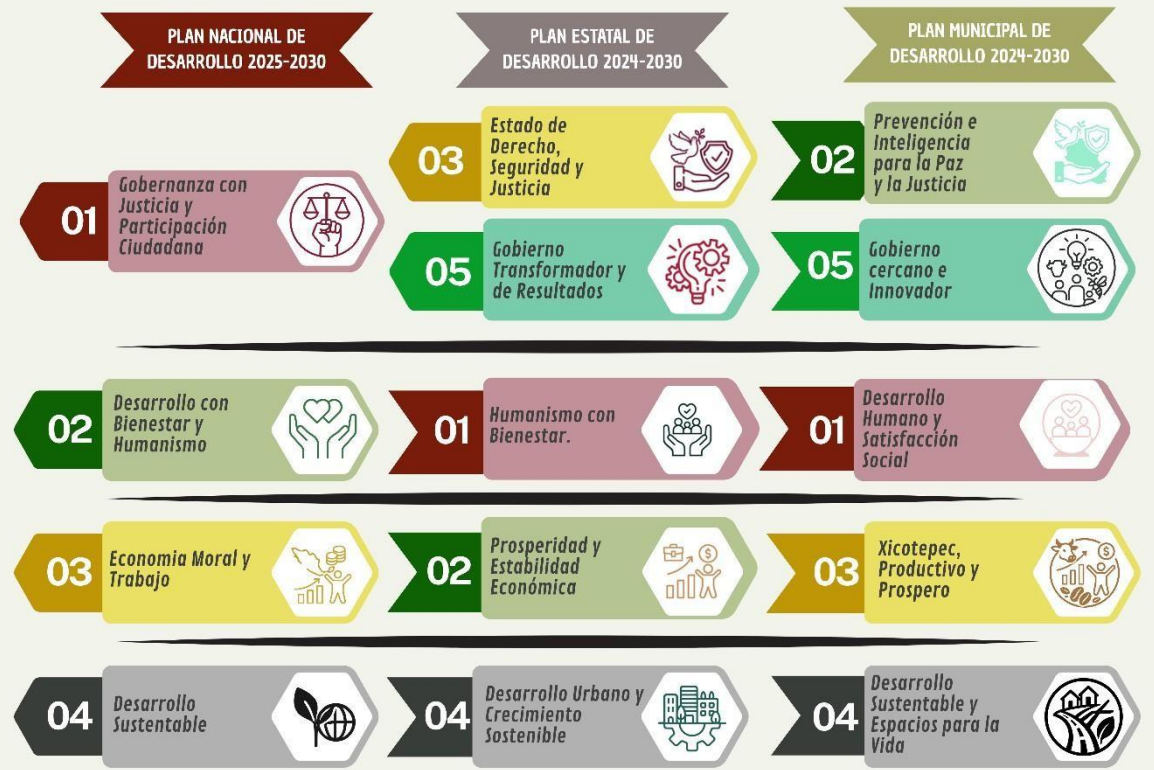 PLAN NACIONAL DE
DESARROLLO 2025-2030
PLAN ESTATAL DE
DESARROLLO 2024-2030
PLAN MUNICIPAL DE
DESARROLLO 2024-2030
01
Gobernanza con
Justicia y
Participación
Ciudadana
03
Estado de
Derecho,
Seguridad y
Justicia
02
Prevención e
Inteligencia
para la Paz
y la Justicia
05
Gobierno
Transformador y
de Resultados
05
Gobierno
cercano e
Innovador
02
Desarrollo con
Bienestar y
Humanismo
01
Humanismo con
Bienestar.
01
Desarrollo
Humano y
Satisfacción
Social
03
Economia Moral y
Trabajo
02
Prosperidad y
Estabilidad
Económica
03
Xicotepec,
Productivo y
Prospero
04
Desarrollo
Sustentable
04
Desarrollo Urbano y
Crecimiento
Sostenible
04
Desarrollo
Sustentable y
Espacios para la
Vida